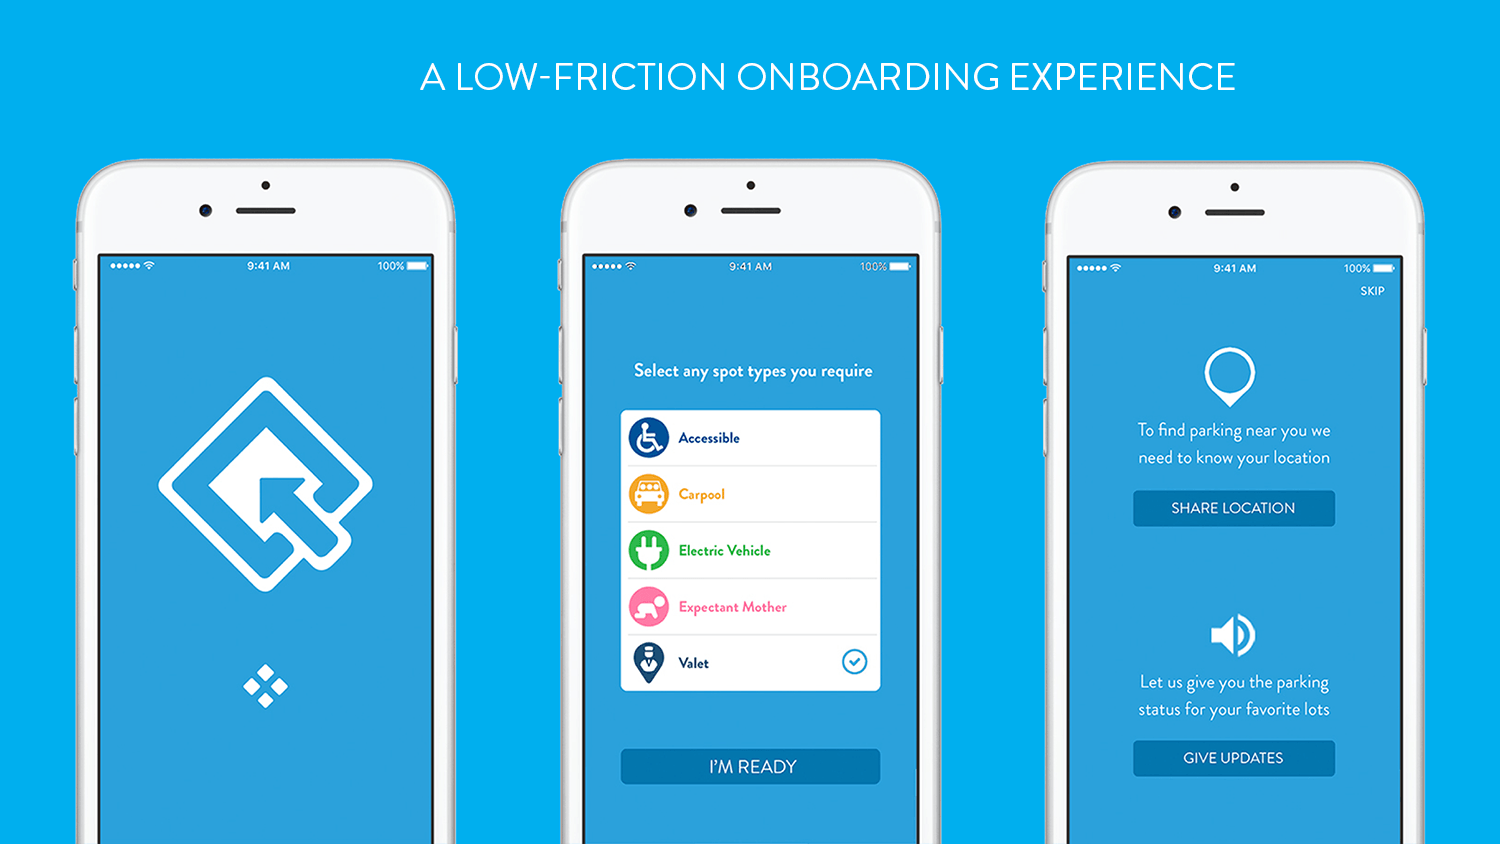 A LOW-FRICTION ONBOARDING EXPERIENCE
9:41 AM
100%
9:41 AM
100%
Select any spot types you require
Accessible
Carpool
Electric Vehicle
Expectant Mother
Valet
I'M READY
9:41 AM
100%
SKIP
To find parking near you we
need to know your location
SHARE LOCATION
Let us give you the parking
status for your favorite lots
GIVE UPDATES